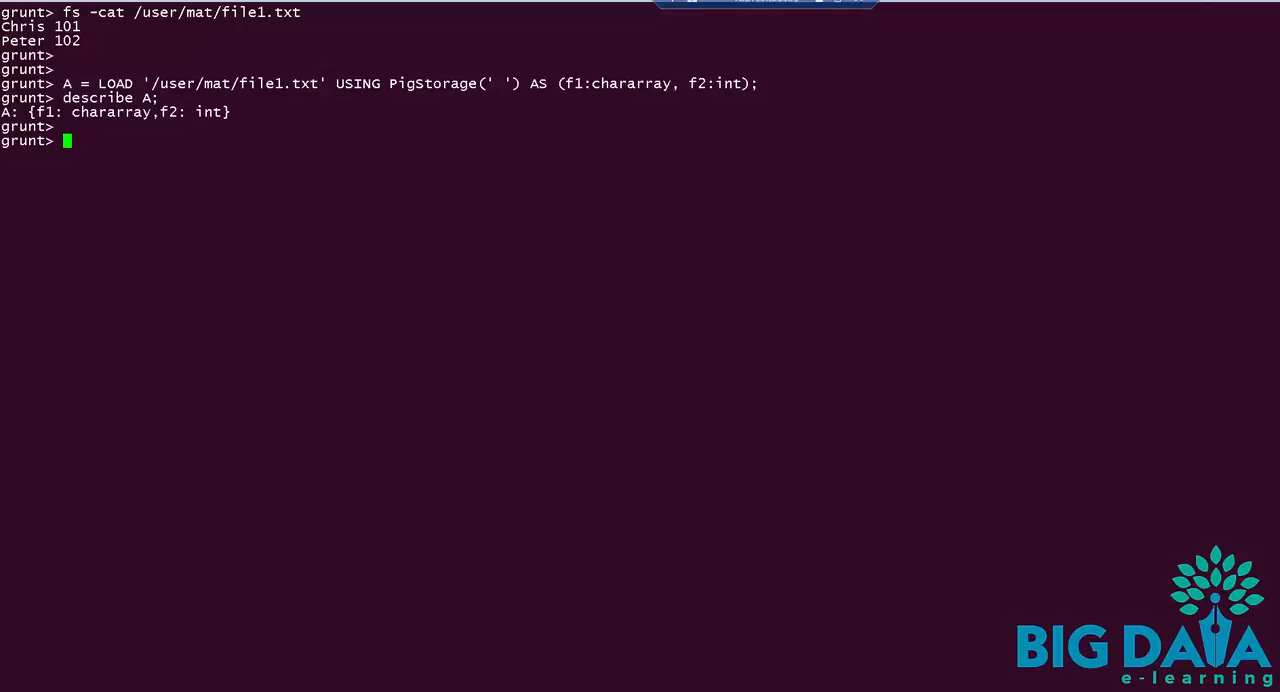 grunt> fs -cat /user/mat/file1.txt
Chris 101
Peter 102
grunt>
grunt>
grunt> A = LOAD '/user/mat/file1.txt' USING PigStorage(' ') AS (f1:chararray, f2:int);
grunt> describe A;
A: {f1: chararray,f2: int}
grunt>
grunt>
BIG DATA
e-learning